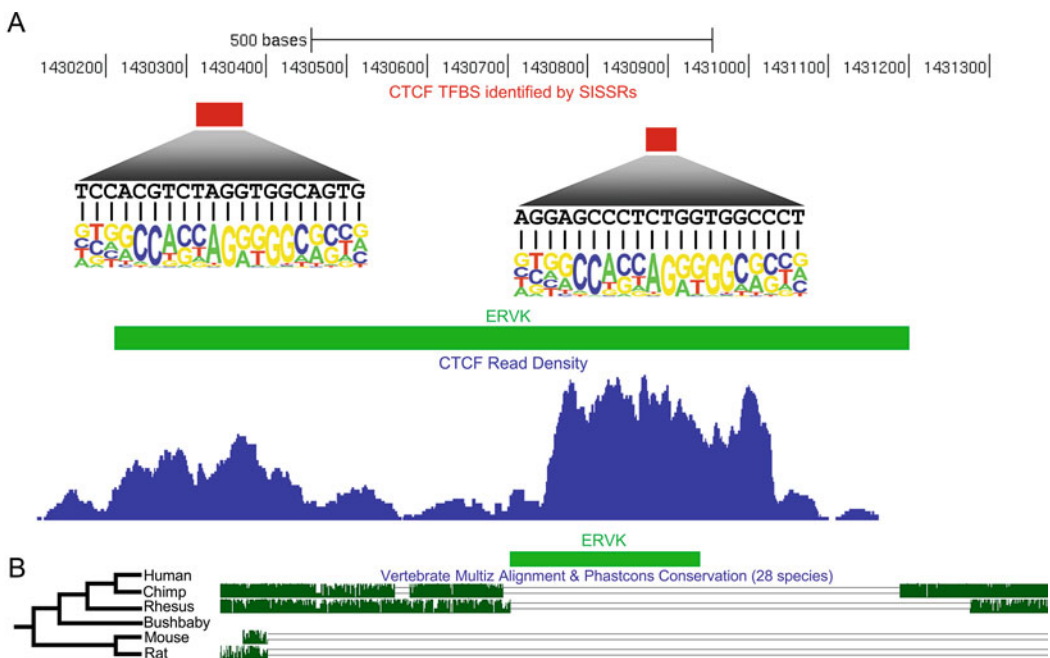 A
500 bases
1430200 1430300 1430400 1430500 1430600 1430700 1430800 1430900 1431000 1431100 1431200 1431300
CTCF TFBS identified by SISSRs
TCCACGTCTAGGTGGCAGTG
AGGAGCCCTCTGGTGGCCCT
ERVK
CTCF Read Density
ERVK
B
Vertebrate Multiz Alignment & Phastcons Conservation (28 species)
Human
Chimp
Rhesus
Bushbaby
Mouse
Rat